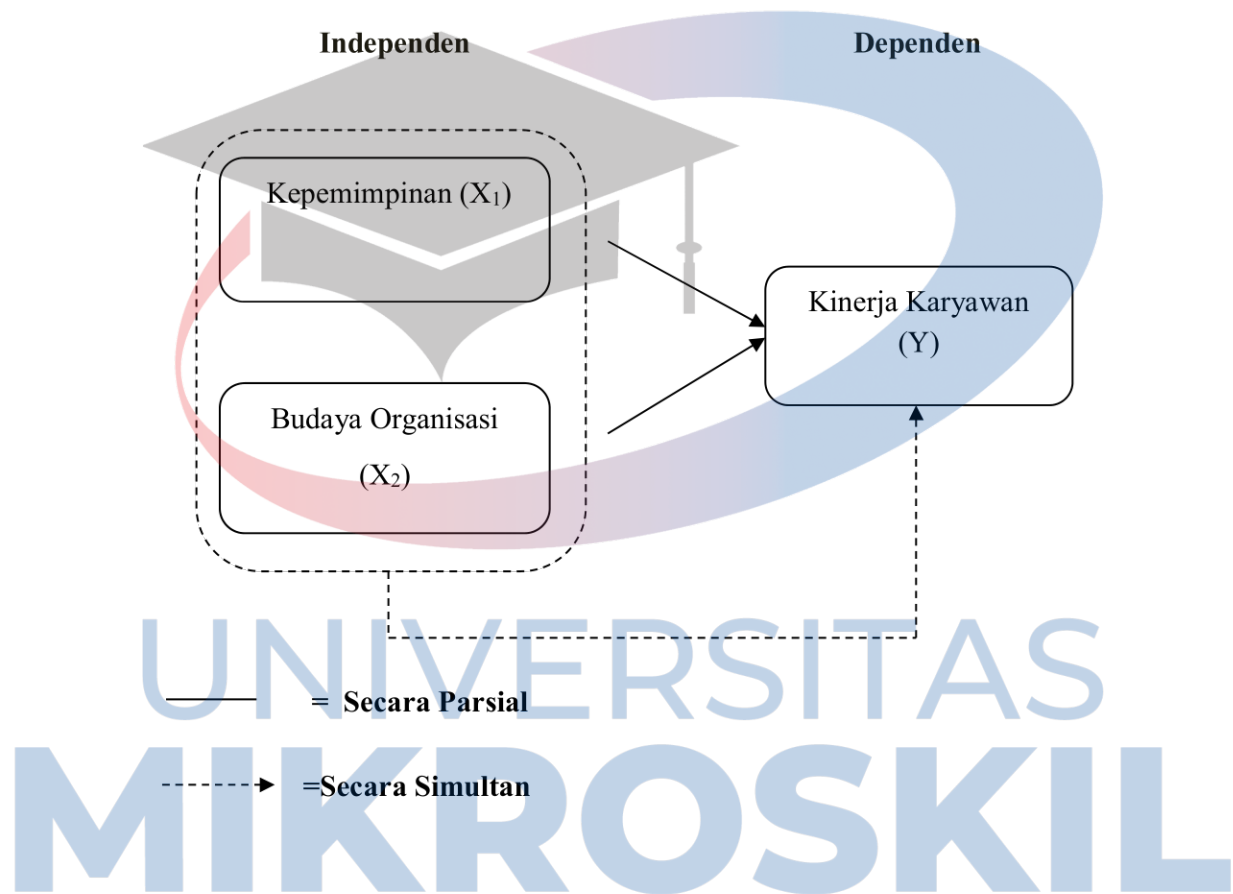 Independen
Dependen
Kepemimpinan (X₁)
Kinerja Karyawan
(Y)
Budaya Organisasi
(X₂)
UNIVERSITAS
= Secara Parsial
MIKROSKIL
=Secara Simultan